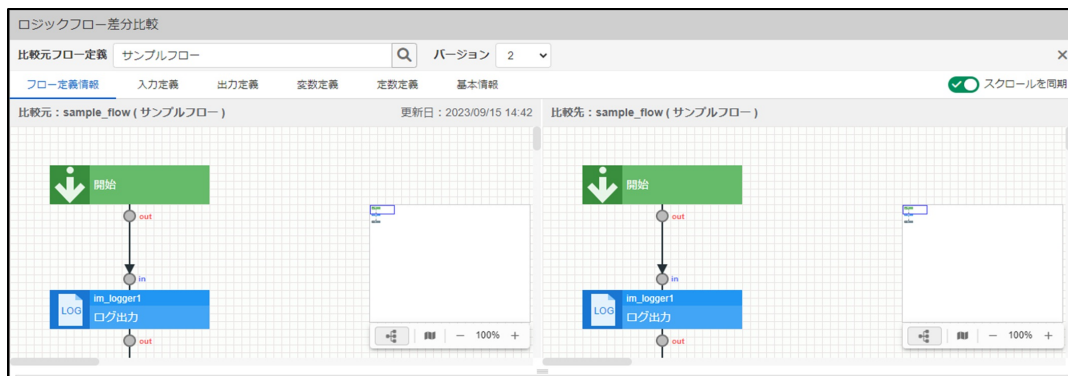 ロジックフロー差分比較
比較元フロー定義 サンプルフロー バージョン 2
フロー定義情報 入力定義 出力定義 変数定義 定数定義 基本情報 スクロールを同期
比較元：sample_flow ( サンプルフロー ) 更新日：2023/09/15 14:42 比較先：sample_flow ( サンプルフロー )
開始
out
in
im_logger1
LOG ログ出力
out
100%
開始
out
in
im_logger1
LOG ログ出力
out
100%